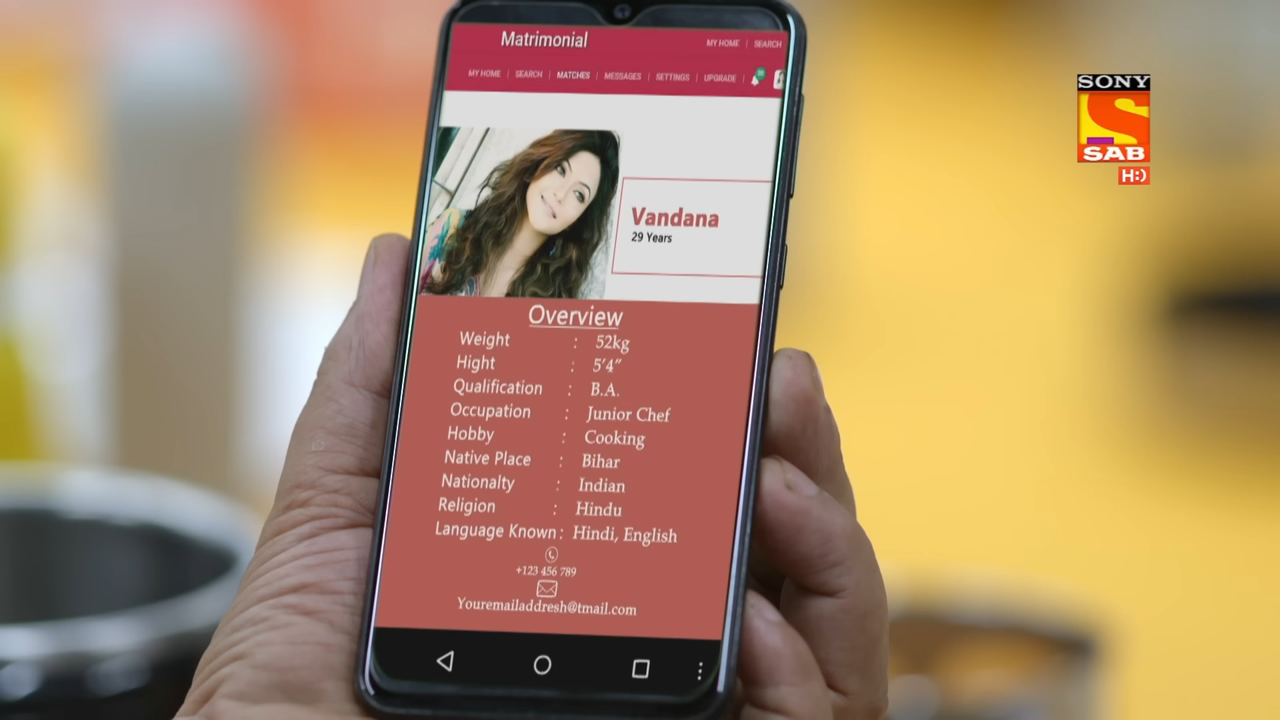 Matrimonial
MY HOME | SEARCH
MY HOME | SEARCH | MATCHES | MESSAGES | SETTINGS | UPGRADE |
SONY
S
SAB
H:)
Vandana
29 Years
Overview
Weight : 52kg
Hight : 5'4"
Qualification : B.A.
Occupation : Junior Chef
Hobby : Cooking
Native Place : Bihar
Nationalty : Indian
Religion : Hindu
Language Known : Hindi, English
+123 456 789
Youremailaddresh@tmail.com